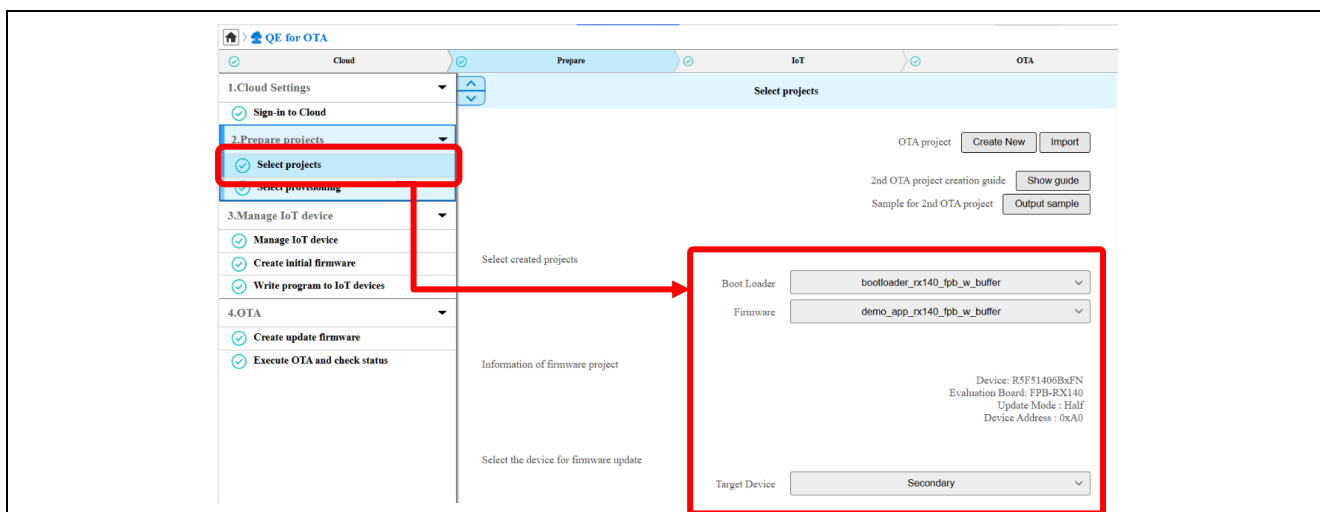 QE for OTA
Cloud
Prepare
IoT
OTA
1.Cloud Settings
Sign-in to Cloud
2.Prepare projects
Select projects
Select provisioning
3.Manage IoT device
Manage IoT device
Create initial firmware
Write program to IoT devices
4.OTA
Create update firmware
Execute OTA and check status
Select projects
OTA project Create New Import
2nd OTA project creation guide Show guide
Sample for 2nd OTA project Output sample
Select created projects
Boot Loader bootloader_rx140_fpb_w_buffer
Firmware demo_app_rx140_fpb_w_buffer
Information of firmware project
Device: R5F51406BxFN
Evaluation Board: FPB-RX140
Update Mode : Half
Device Address : 0xA0
Select the device for firmware update
Target Device Secondary